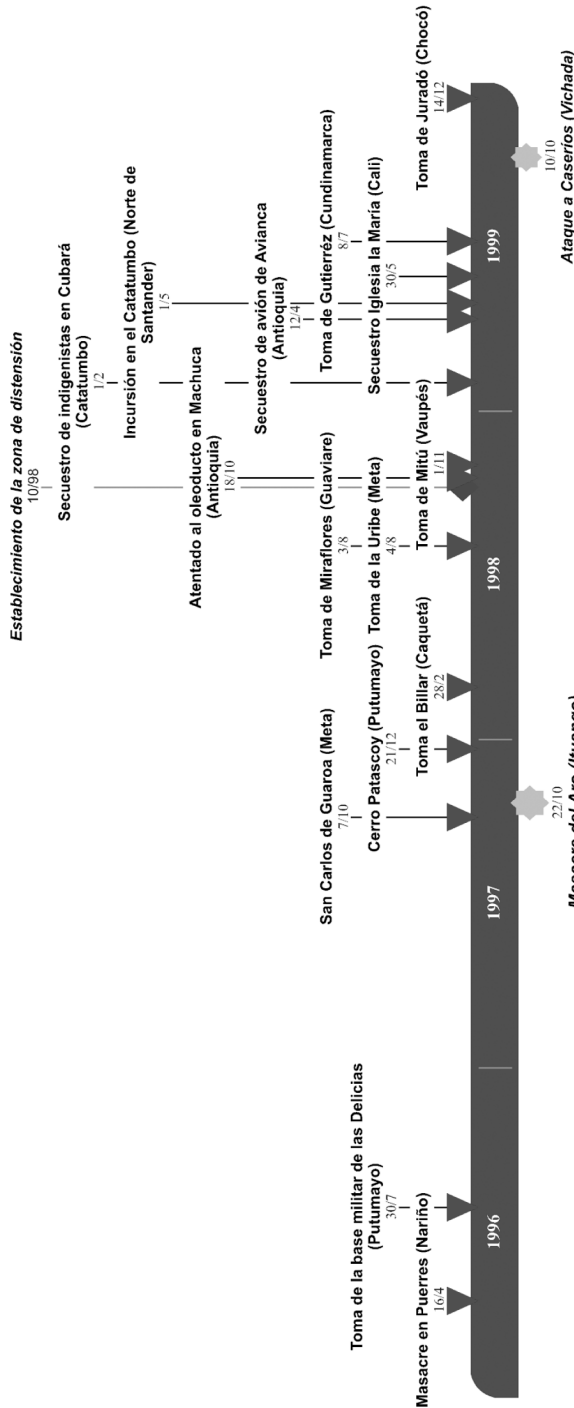 Establecimiento de la zona de distensión
10/98
Secuestro de indigenistas en Cubará
(Catatumbo)
1/2
Incursión en el Catatumbo (Norte de
Santander)
1/5
Atentado al oleoducto en Machuca
(Antioquia)
18/10
Secuestro de avión de Avianca
(Antioquia)
12/4
Toma de la base militar de las Delicias
(Putumayo)
30/7
San Carlos de Guaroa (Meta)
7/10
Toma de Miraflores (Guaviare)
3/8
Toma de Gutierréz (Cundinamarca)
8/7
Cerro Patascoy (Putumayo)
21/12
Toma de la Uribe (Meta)
4/8
Secuestro Iglesia la María (Cali)
30/5
Masacre en Puerres (Nariño)
16/4
Toma el Billar (Caquetá)
28/2
Toma de Mitú (Vaupés)
1/11
Toma de Juradó (Chocó)
14/12
1996
1997
1998
1999
22/10
10/10
Ataque a Caseríos (Vichada)